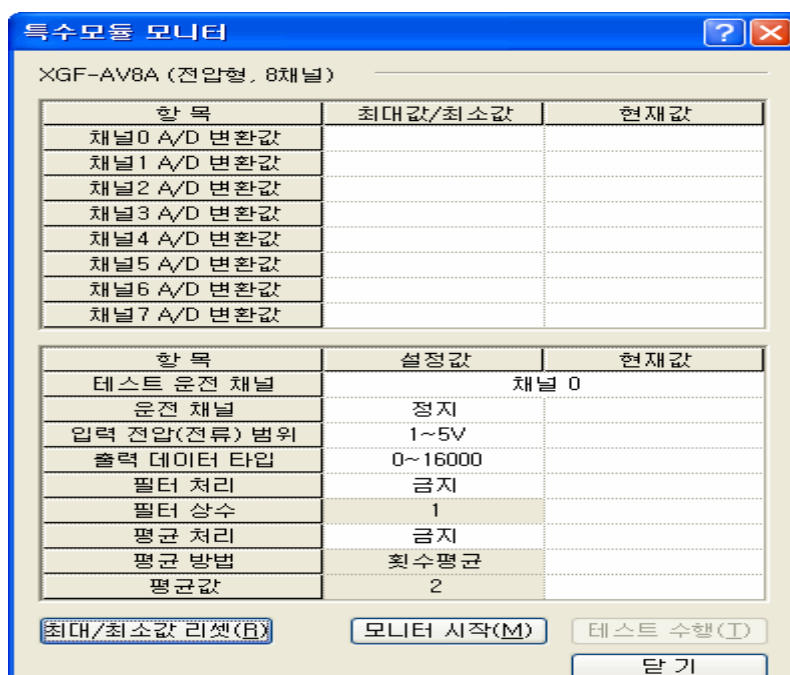 특수모듈 모니터
XGF-AV8A (전압형, 8채널)
항 목 최대값/최소값 현재값
채널0 A/D 변환값
채널1 A/D 변환값
채널2 A/D 변환값
채널3 A/D 변환값
채널4 A/D 변환값
채널5 A/D 변환값
채널6 A/D 변환값
채널7 A/D 변환값
항 목 설정값 현재값
테스트 운전 채널 채널 0
운전 채널 정지
입력 전압(전류) 범위 1~5V
출력 데이터 타입 0~16000
필터 처리 금지
필터 상수 1
평균 처리 금지
평균 방법 횟수평균
평균값 2
최대/최소값 리셋(R) 모니터 시작(M) 테스트 수행(T)
닫 기